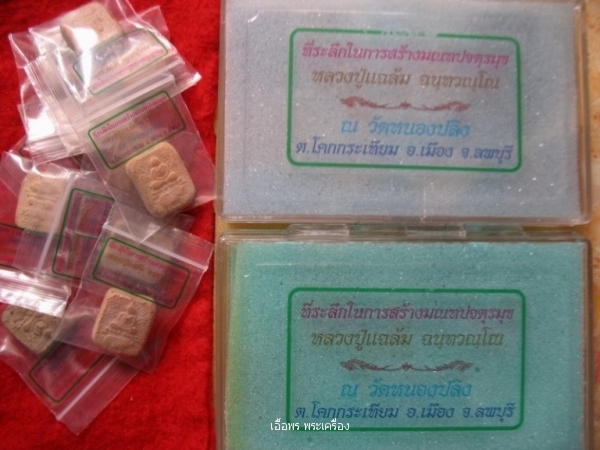 ที่ระลึกในการสร้างมณฑปจตุรมุข
หลวงปู่แฉล้ม ฉนฺทวณฺโณ
ณ วัดหนองปลิง
ต.โคกกระเทียม อ.เมือง จ.ลพบุรี
ที่ระลึกในการสร้างมณฑปจตุรมุข
หลวงปู่แฉล้ม ฉนฺทวณฺโณ
ณ วัดหนองปลิง
ต.โคกกระเทียม อ.เมือง จ.ลพบุรี
เอื้อพร พระเครื่อง